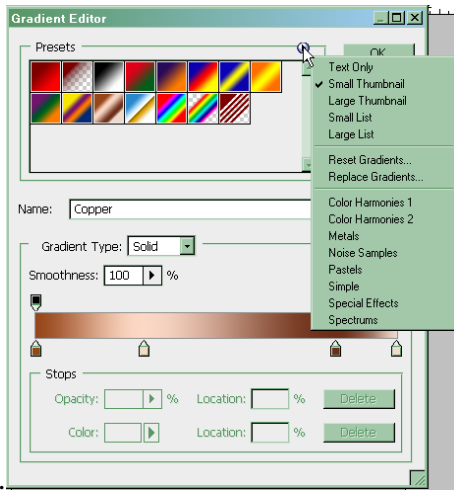 Gradient Editor
Presets
OK
Text Only
Small Thumbnail
Large Thumbnail
Small List
Large List
Reset Gradients...
Replace Gradients...
Color Harmonies 1
Color Harmonies 2
Metals
Noise Samples
Pastels
Simple
Special Effects
Spectrums
Name: Copper
Gradient Type: Solid
Smoothness: 100 %
Stops
Opacity: % Location: % Delete
Color: Location: % Delete